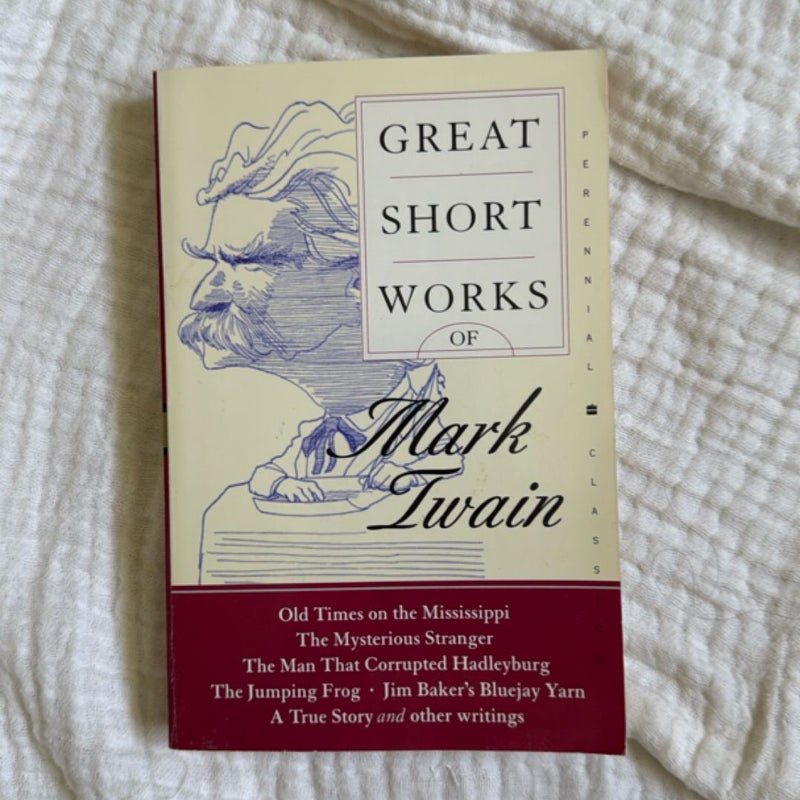 GREAT
SHORT
WORKS
OF
Mark
Twain
PERENNIAL
CLASSICS
Old Times on the Mississippi
The Mysterious Stranger
The Man That Corrupted Hadleyburg
The Jumping Frog · Jim Baker's Bluejay Yarn
A True Story and other writings